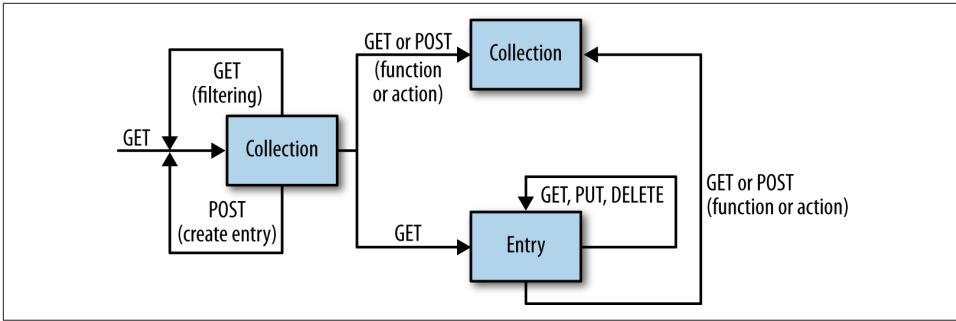 GET
GET
(filtering)
Collection
POST
(create entry)
GET or POST
(function
or action)
Collection
GET
GET, PUT, DELETE
Entry
GET or POST
(function or action)